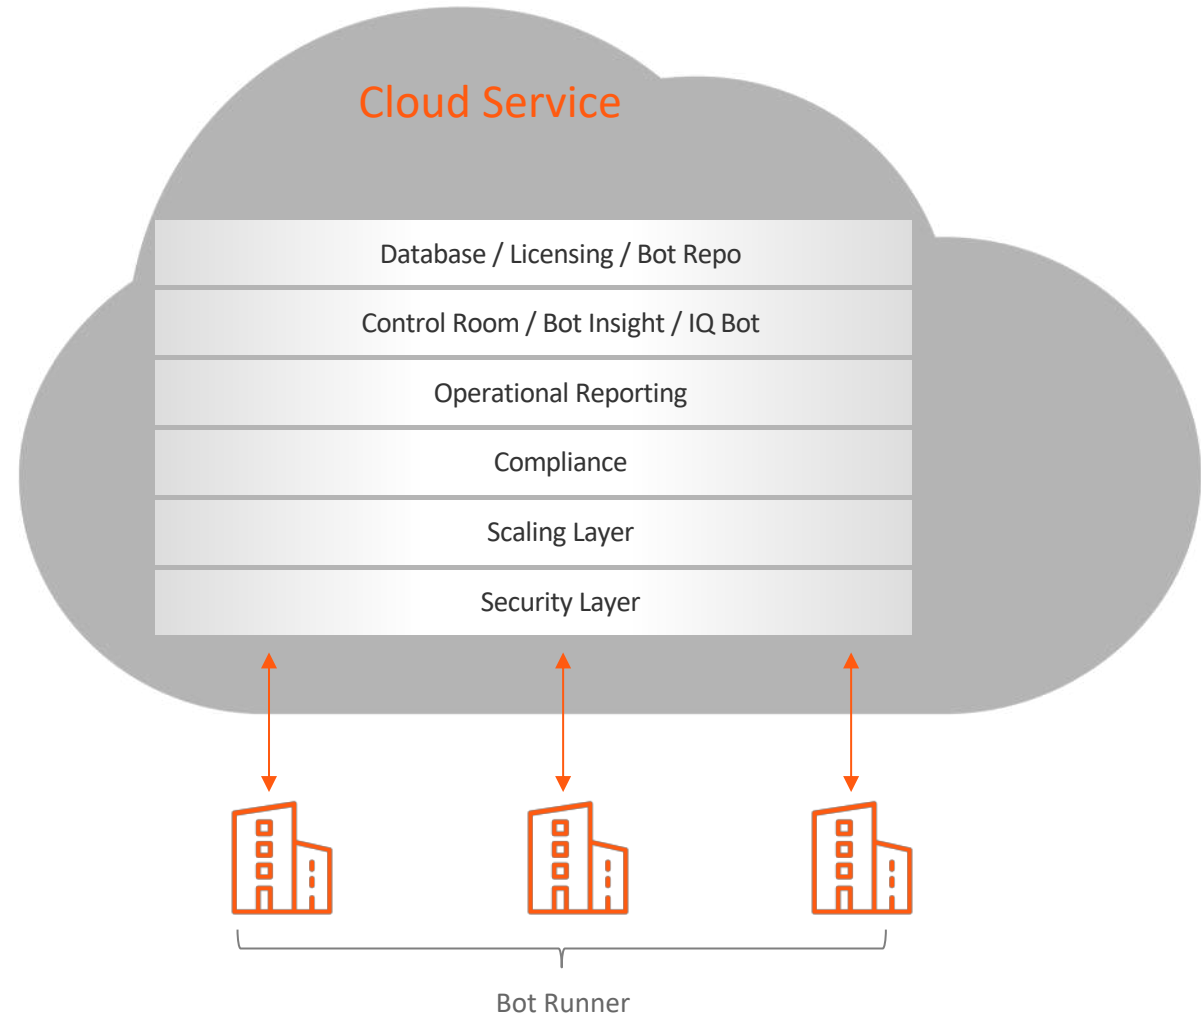 Cloud Service
Database / Licensing / Bot Repo
Control Room / Bot Insight / IQ Bot
Operational Reporting
Compliance
Scaling Layer
Security Layer
Bot Runner